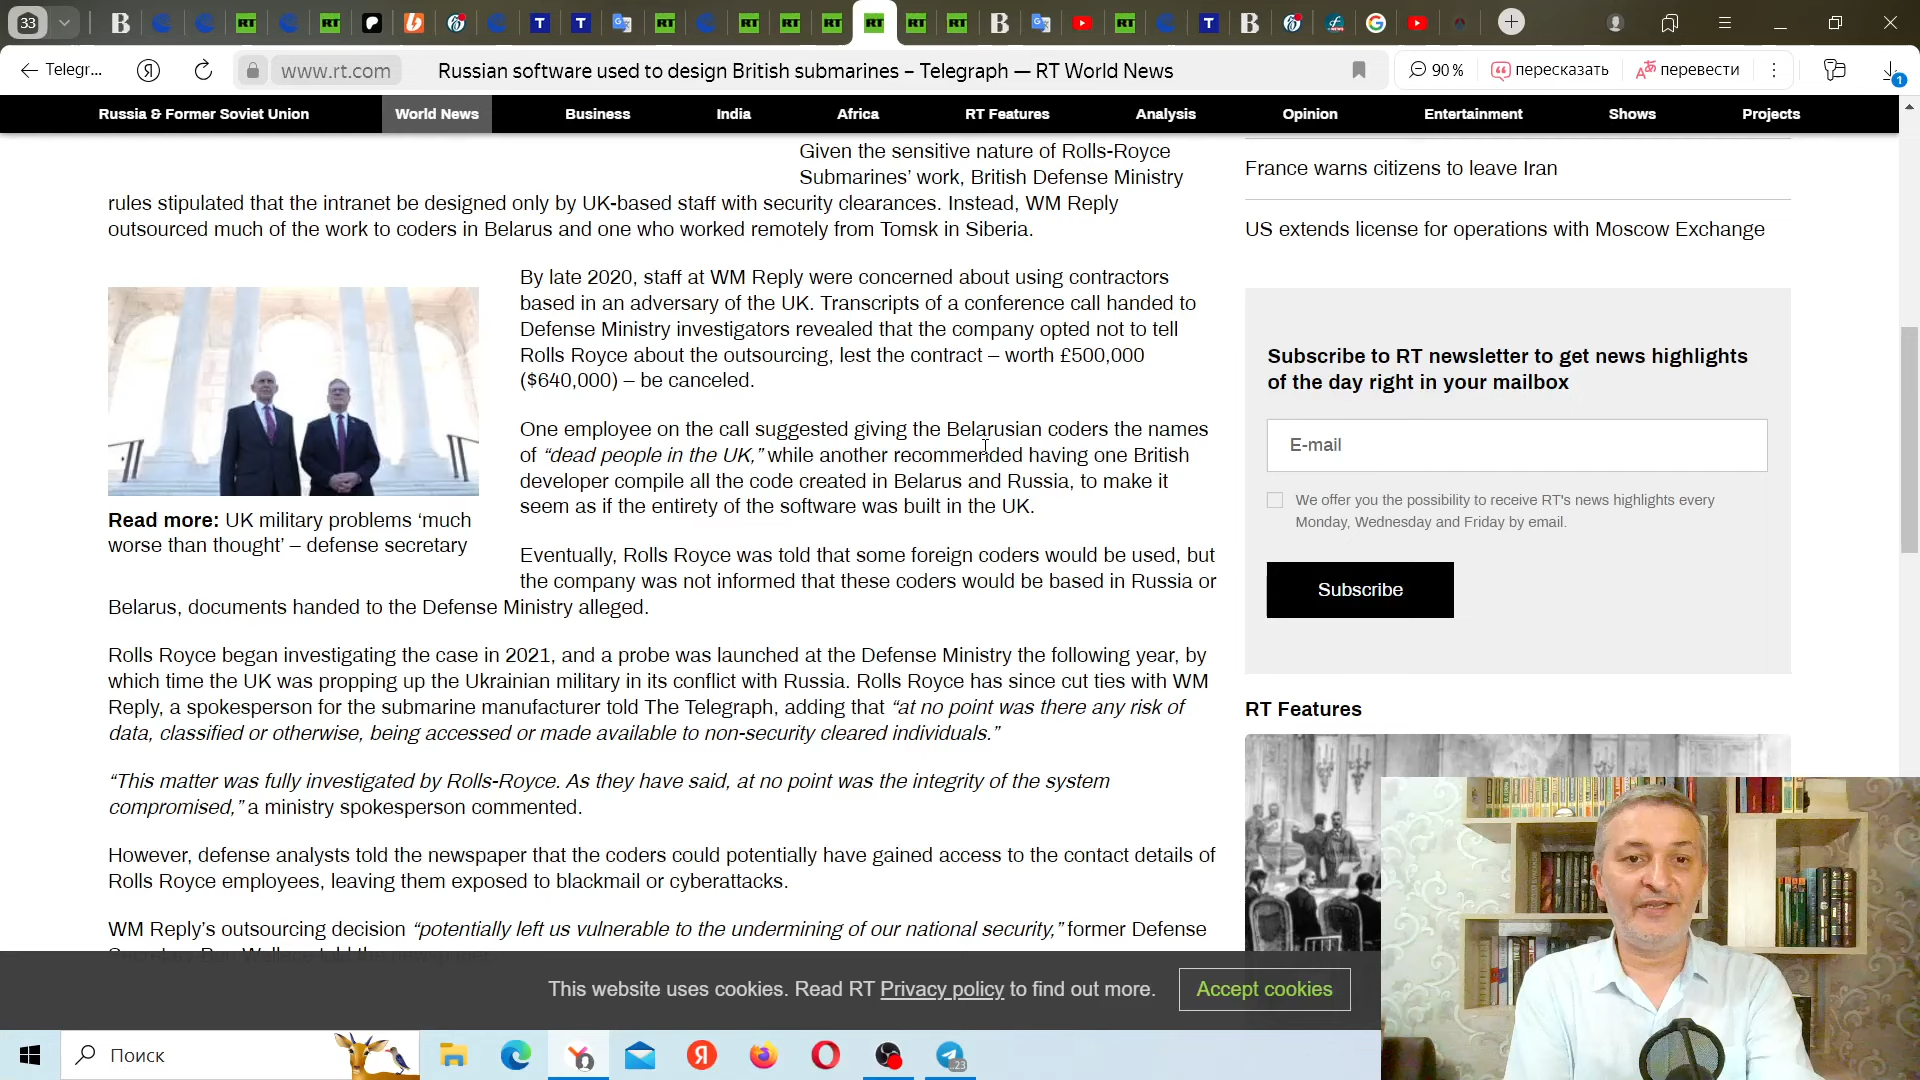 33
Telegr...
www.rt.com
Russian software used to design British submarines – Telegraph — RT World News
90 %
пересказать
перевести
1
Russia & Former Soviet Union
World News
Business
India
Africa
RT Features
Analysis
Opinion
Entertainment
Shows
Projects
Given the sensitive nature of Rolls-Royce
Submarines’ work, British Defense Ministry
rules stipulated that the intranet be designed only by UK-based staff with security clearances. Instead, WM Reply
outsourced much of the work to coders in Belarus and one who worked remotely from Tomsk in Siberia.
By late 2020, staff at WM Reply were concerned about using contractors
based in an adversary of the UK. Transcripts of a conference call handed to
Defense Ministry investigators revealed that the company opted not to tell
Rolls Royce about the outsourcing, lest the contract – worth £500,000
($640,000) – be canceled.
Read more: UK military problems ‘much
worse than thought’ – defense secretary
One employee on the call suggested giving the Belarusian coders the names
of “dead people in the UK,” while another recommended having one British
developer compile all the code created in Belarus and Russia, to make it
seem as if the entirety of the software was built in the UK.
Eventually, Rolls Royce was told that some foreign coders would be used, but
the company was not informed that these coders would be based in Russia or
Belarus, documents handed to the Defense Ministry alleged.
Rolls Royce began investigating the case in 2021, and a probe was launched at the Defense Ministry the following year, by
which time the UK was propping up the Ukrainian military in its conflict with Russia. Rolls Royce has since cut ties with WM
Reply, a spokesperson for the submarine manufacturer told The Telegraph, adding that “at no point was there any risk of
data, classified or otherwise, being accessed or made available to non-security cleared individuals.”
“This matter was fully investigated by Rolls-Royce. As they have said, at no point was the integrity of the system
compromised,” a ministry spokesperson commented.
However, defense analysts told the newspaper that the coders could potentially have gained access to the contact details of
Rolls Royce employees, leaving them exposed to blackmail or cyberattacks.
WM Reply’s outsourcing decision “potentially left us vulnerable to the undermining of our national security,” former Defense
France warns citizens to leave Iran
US extends license for operations with Moscow Exchange
Subscribe to RT newsletter to get news highlights
of the day right in your mailbox
E-mail
We offer you the possibility to receive RT's news highlights every
Monday, Wednesday and Friday by email.
Subscribe
RT Features
This website uses cookies. Read RT Privacy policy to find out more.
Accept cookies
Поиск
23